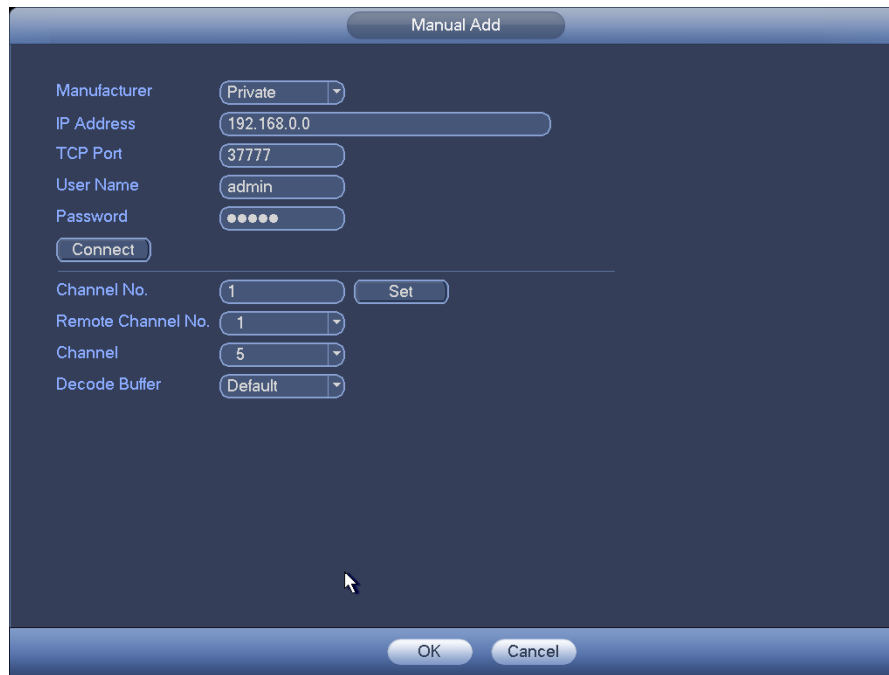 Manual Add
Manufacturer Private
IP Address 192.168.0.0
TCP Port 37777
User Name admin
Password ●●●●●
Connect
Channel No. 1 Set
Remote Channel No. 1
Channel 5
Decode Buffer Default
OK Cancel